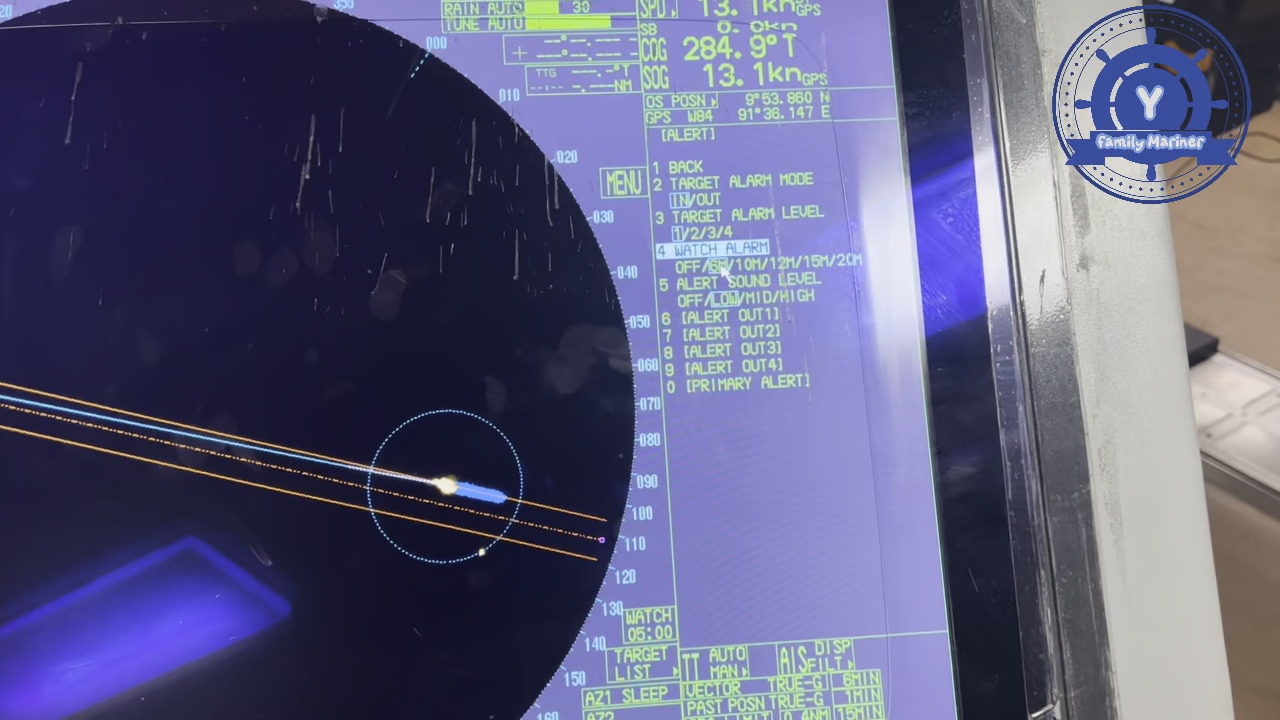 RAIN AUTO 30
TUNE AUTO
SPD 13.1kn GPS
SB 0.0kn
COG 284.9°T
SOG 13.1kn GPS
TTG
°T
NM
OS POSN 9°53.860 N
GPS W84 91°36.147 E
[ALERT]
1 BACK
2 TARGET ALARM MODE
IN/OUT
3 TARGET ALARM LEVEL
1/2/3/4
4 WATCH ALARM
OFF/6M/10M/12M/15M/20M
5 ALERT SOUND LEVEL
OFF/LOW/MID/HIGH
6 [ALERT OUT1]
7 [ALERT OUT2]
8 [ALERT OUT3]
9 [ALERT OUT4]
0 [PRIMARY ALERT]
MENU
000
010
020
030
040
050
060
070
080
090
100
110
120
130
140
150
160
WATCH
05:00
TARGET
LIST
TT AUTO
MAN
AIS DISP
FILT
AZ1 SLEEP
AZ2
VECTOR TRUE-G 6MIN
PAST POSN TRUE-G 1MIN
LIMIT 0.4NM 15MIN
Y
Family Mariner